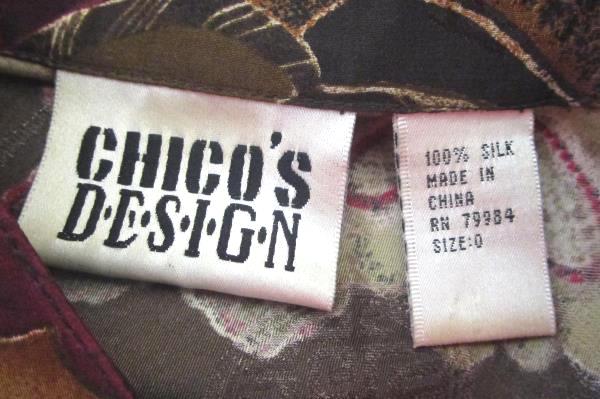 CHICO'S
D·E·S·I·G·N
100% SILK
MADE IN
CHINA
RN 79984
SIZE:0